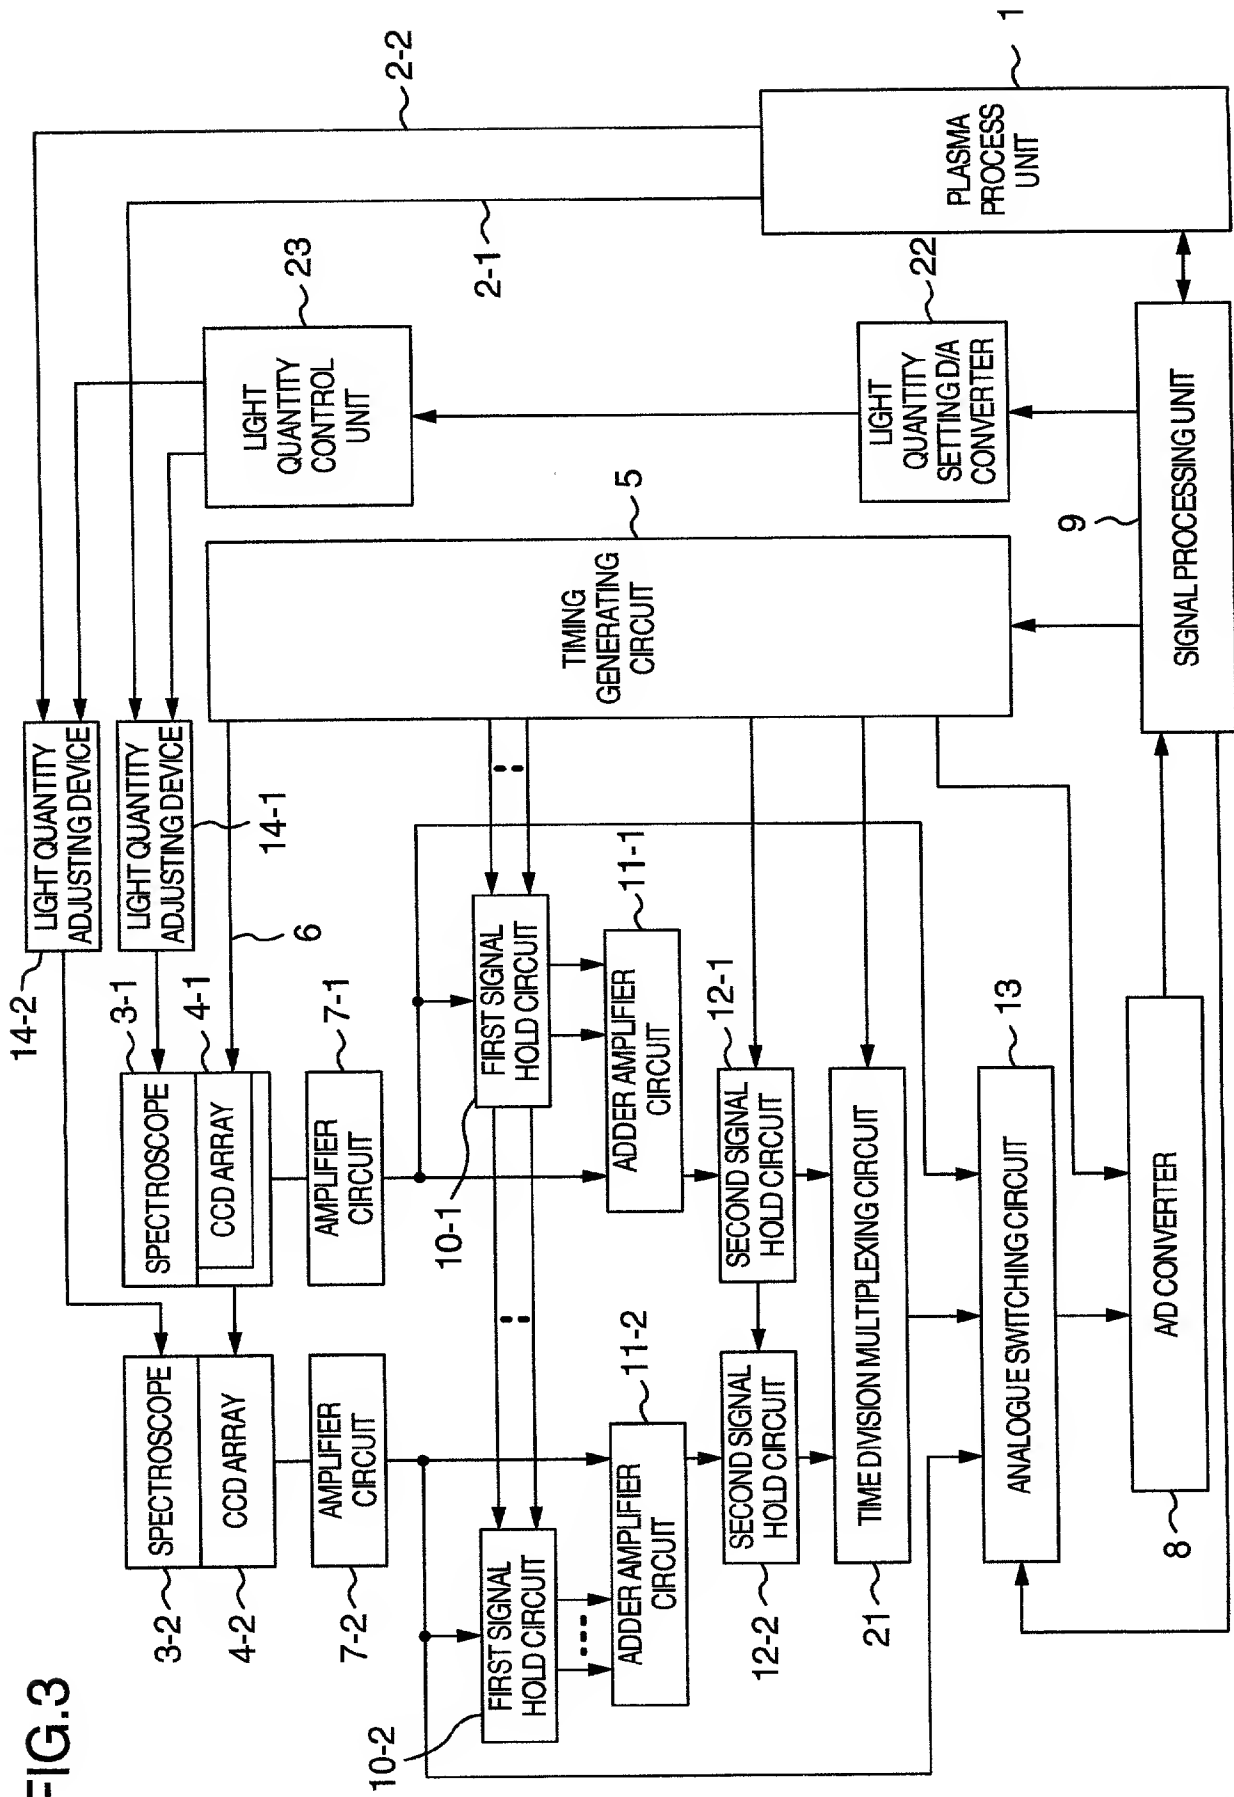 FIG.3
14-2
LIGHT QUANTITY
ADJUSTING DEVICE
LIGHT QUANTITY
ADJUSTING DEVICE
14-1
2-2
2-1
23
LIGHT
QUANTITY
CONTROL
UNIT
3-2
SPECTROSCOPE
4-2
CCD ARRAY
3-1
SPECTROSCOPE
4-1
CCD ARRAY
6
7-2
AMPLIFIER
CIRCUIT
7-1
AMPLIFIER
CIRCUIT
5
TIMING
GENERATING
CIRCUIT
10-2
FIRST SIGNAL
HOLD CIRCUIT
10-1
FIRST SIGNAL
HOLD CIRCUIT
11-2
ADDER AMPLIFIER
CIRCUIT
11-1
ADDER AMPLIFIER
CIRCUIT
12-2
SECOND SIGNAL
HOLD CIRCUIT
12-1
SECOND SIGNAL
HOLD CIRCUIT
21
TIME DIVISION MULTIPLEXING CIRCUIT
22
LIGHT
QUANTITY
SETTING D/A
CONVERTER
1
PLASMA
PROCESS
UNIT
13
ANALOGUE SWITCHING CIRCUIT
8
A/D CONVERTER
9
SIGNAL PROCESSING UNIT